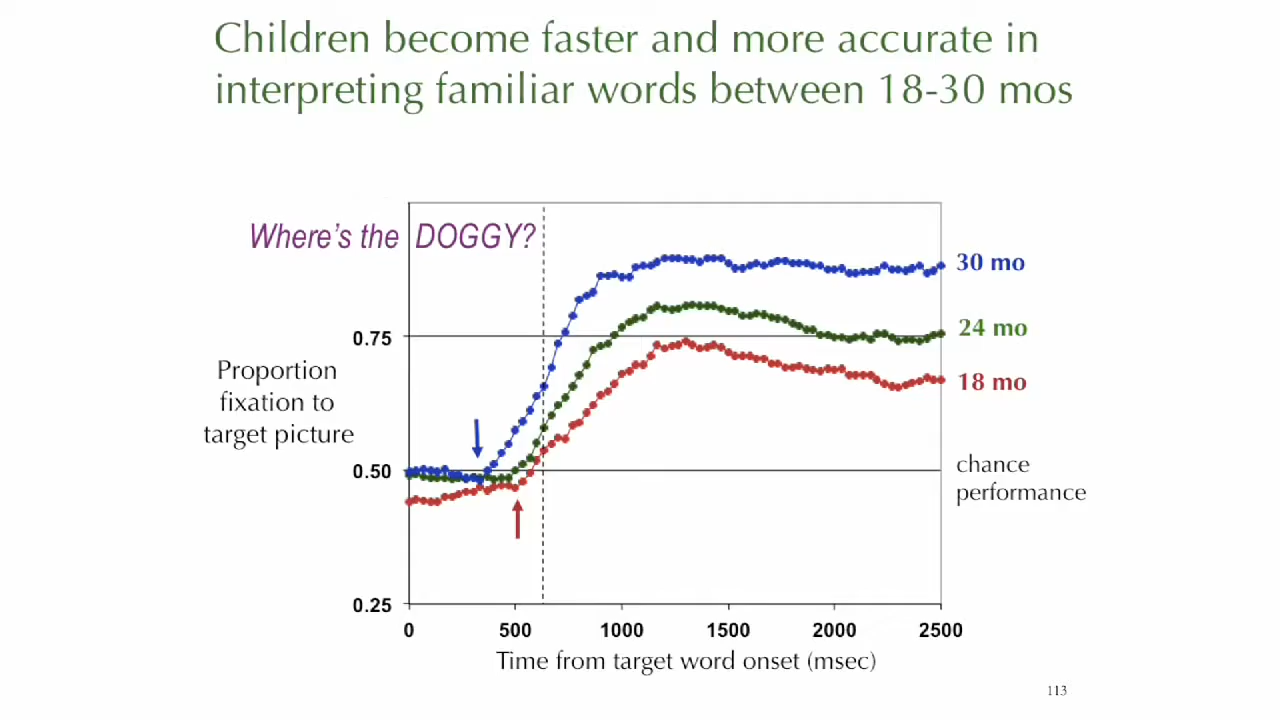 Children become faster and more accurate in
interpreting familiar words between 18-30 mos
Where's the DOGGY?
30 mo
24 mo
0.75
Proportion
fixation to
target picture
18 mo
0.50
chance
performance
0.25
0 500 1000 1500 2000 2500
Time from target word onset (msec)
113